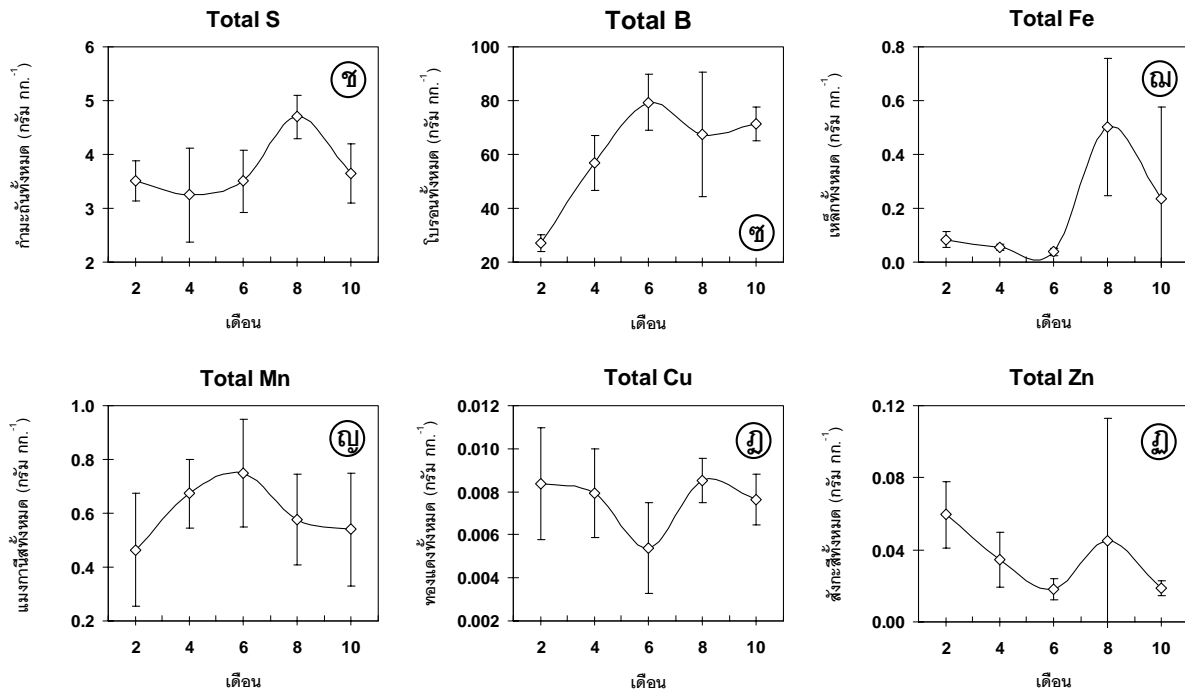 Total S
กำมะถันทั้งหมด (กรัม กก.-1)
6
5
4
3
2
ช
2 4 6 8 10
เดือน
Total B
โบรอนทั้งหมด (กรัม กก.-1)
100
80
60
40
20
ซ
2 4 6 8 10
เดือน
Total Fe
เหล็กทั้งหมด (กรัม กก.-1)
0.8
0.6
0.4
0.2
0.0
ฌ
2 4 6 8 10
เดือน
Total Mn
แมงกานีสทั้งหมด (กรัม กก.-1)
1.0
0.8
0.6
0.4
0.2
ญ
2 4 6 8 10
เดือน
Total Cu
ทองแดงทั้งหมด (กรัม กก.-1)
0.012
0.010
0.008
0.006
0.004
0.002
ฎ
2 4 6 8 10
เดือน
Total Zn
สังกะสีทั้งหมด (กรัม กก.-1)
0.12
0.08
0.04
0.00
ฏ
2 4 6 8 10
เดือน